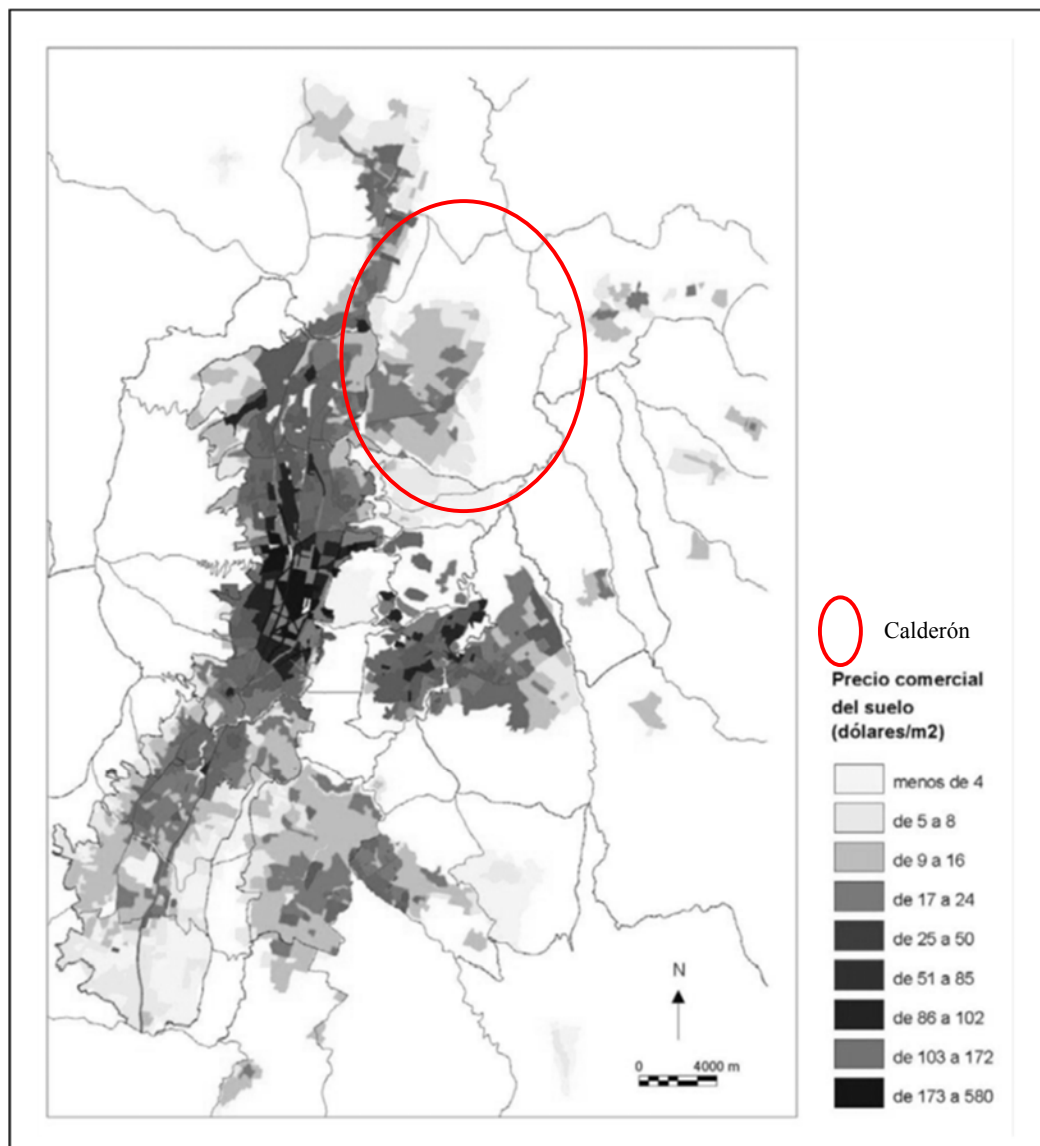 Calderón
Precio comercial
del suelo
(dólares/m2)
menos de 4
de 5 a 8
de 9 a 16
de 17 a 24
de 25 a 50
de 51 a 85
de 86 a 102
de 103 a 172
de 173 a 580
N
0 4000 m